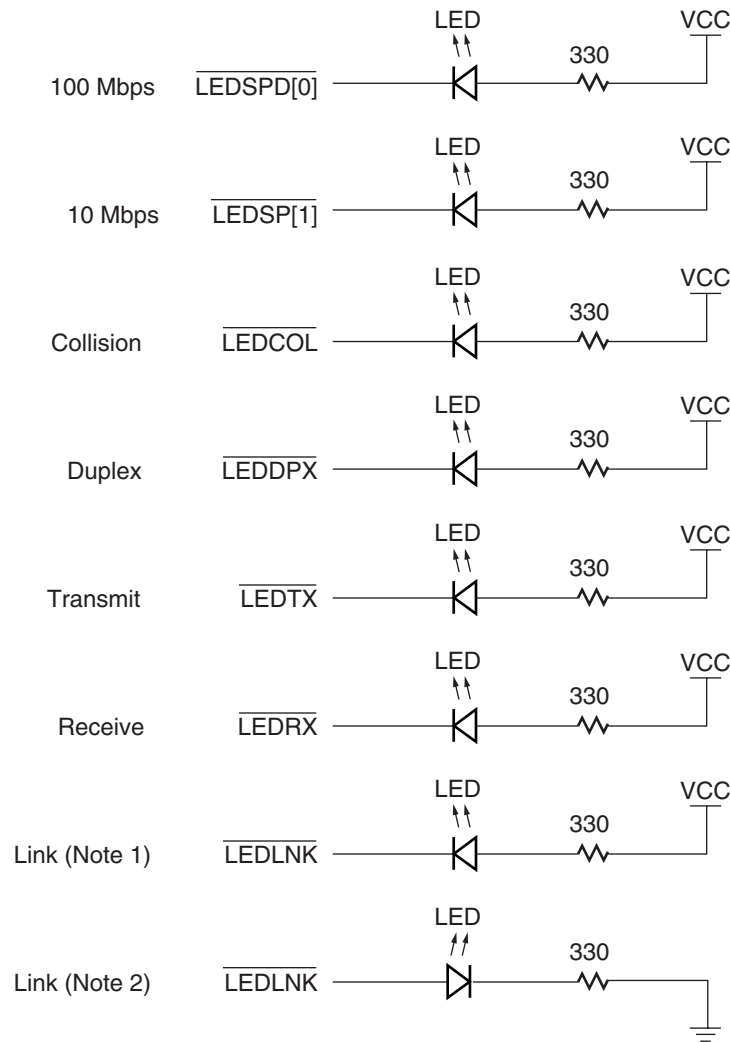 LED VCC
330
100 Mbps LEDSPD[0]
LED VCC
330
10 Mbps LEDSP[1]
LED VCC
330
Collision LEDCOL
LED VCC
330
Duplex LEDDPX
LED VCC
330
Transmit LEDTX
LED VCC
330
Receive LEDRX
LED VCC
330
Link (Note 1) LEDLNK
LED
330
Link (Note 2) LEDLNK